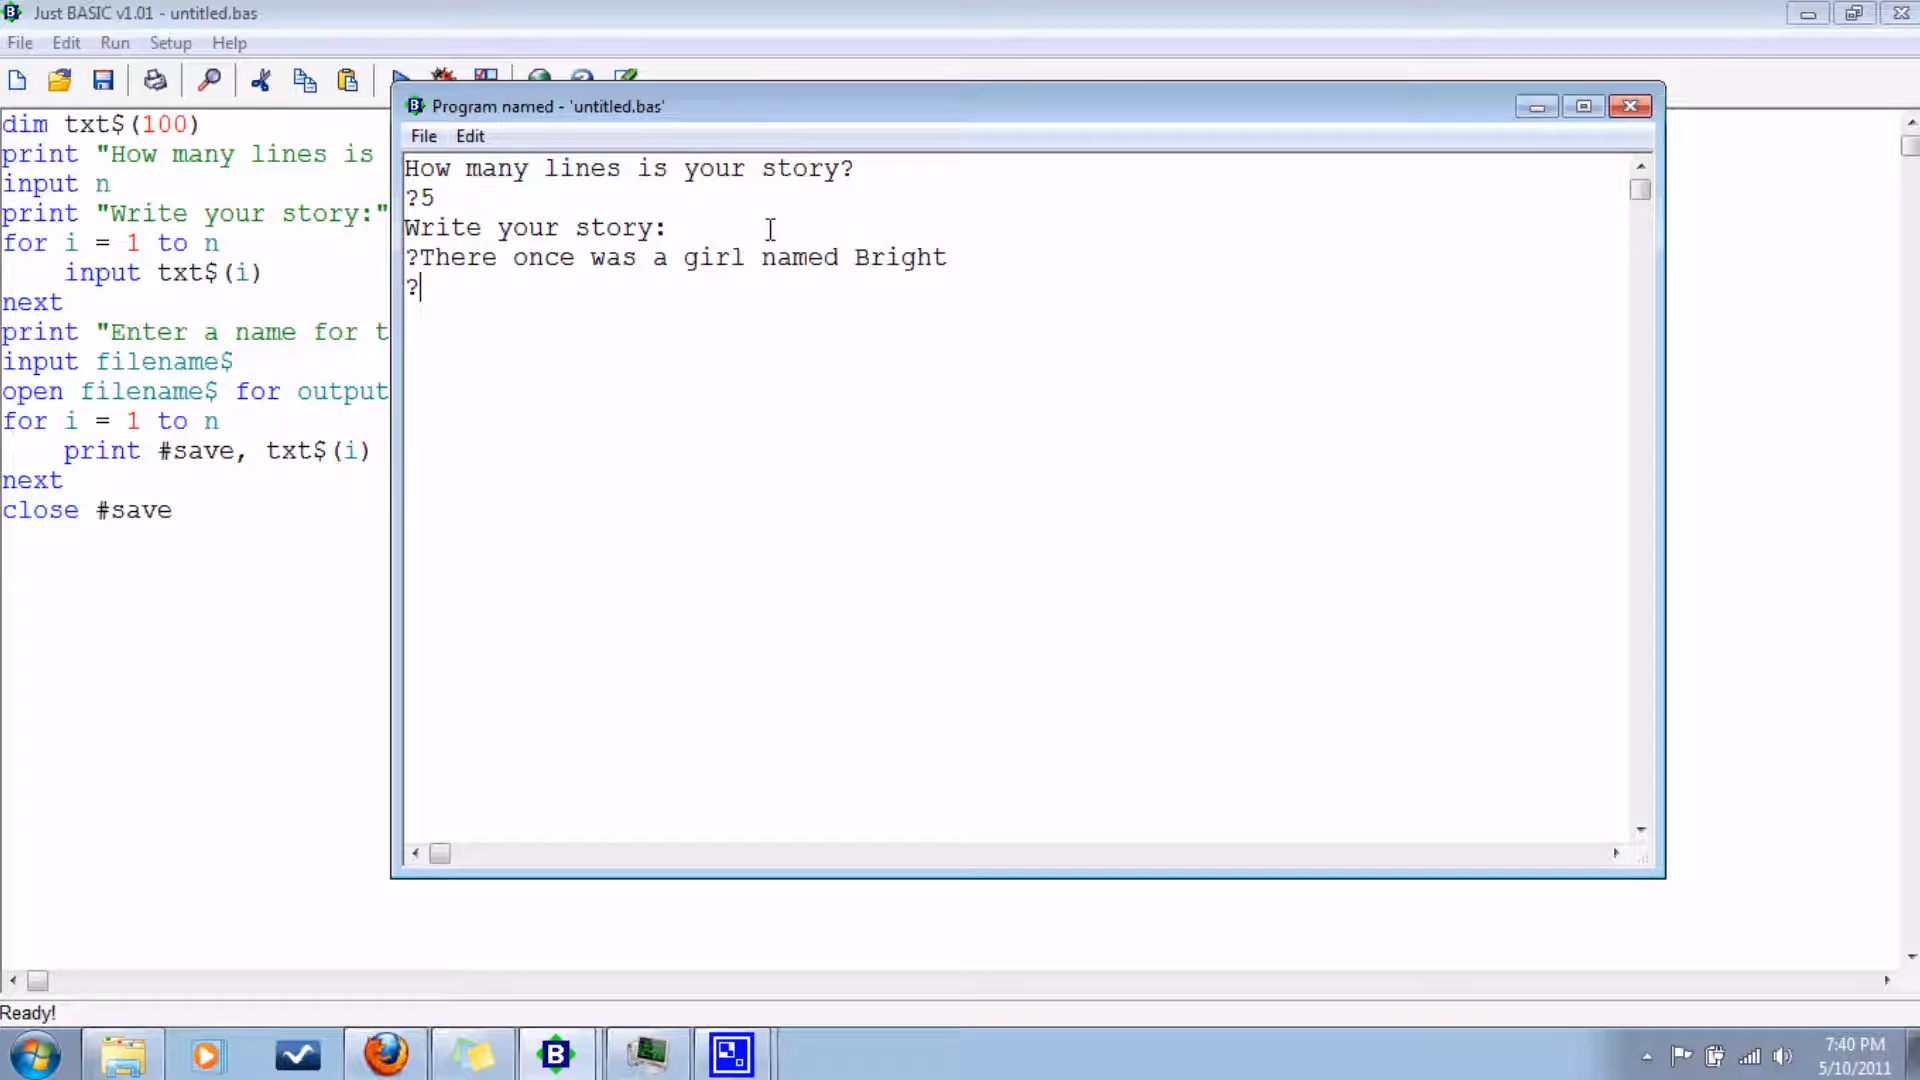 Just BASIC v1.01 - untitled.bas
File Edit Run Setup Help
dim txt$(100)
print "How many lines is
input n
print "Write your story:"
for i = 1 to n
input txt$(i)
next
print "Enter a name for t
input filename$
open filename$ for output
for i = 1 to n
print #save, txt$(i)
next
close #save
Program named - 'untitled.bas'
File Edit
How many lines is your story?
?5
Write your story:
?There once was a girl named Bright
?
Ready!
7:40 PM
5/10/2011